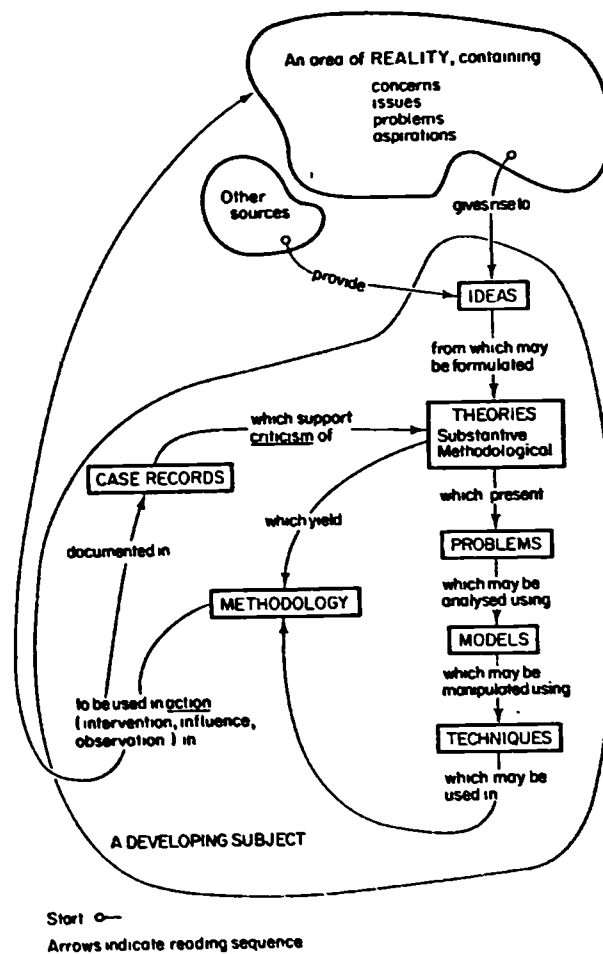 An area of REALITY, containing
concerns
issues
problems
aspirations
Other
sources
gives rise to
provide
IDEAS
from which may
be formulated
which support
criticism of
THEORIES
Substantive
Methodological
CASE RECORDS
which present
which yield
documented in
PROBLEMS
which may be
analysed using
METHODOLOGY
MODELS
which may be
manipulated using
to be used in action
(intervention, influence,
observation) in
TECHNIQUES
which may be
used in
A DEVELOPING SUBJECT
Start
Arrows indicate reading sequence